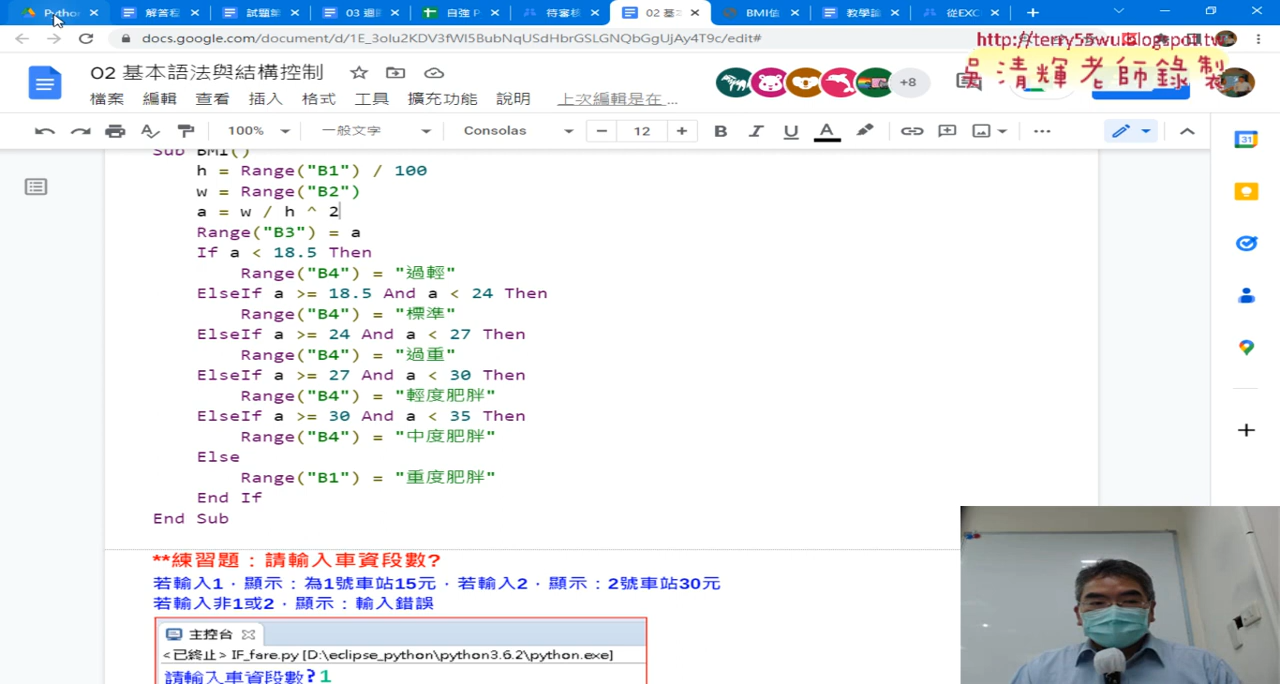 Pytho
解答程
試題
03 週
自強 P
待審核
02 基
BMI值
教學
從EXC
docs.google.com/document/d/1E_3olu2KDV3fWI5BubNqUSdHbrGSLGNQbGgUjAy4T9c/edit#
http://terry55wu.blogspot.tw
吳清輝老師錄製
02 基本語法與結構控制
+8
檔案 編輯 查看 插入 格式 工具 擴充功能 說明 上次編輯是在 ...
100% 一般文字 Consolas 12 B I U A
31
Sub BMI()
h = Range("B1") / 100
w = Range("B2")
a = w / h ^ 2
Range("B3") = a
If a < 18.5 Then
Range("B4") = "過輕"
ElseIf a >= 18.5 And a < 24 Then
Range("B4") = "標準"
ElseIf a >= 24 And a < 27 Then
Range("B4") = "過重"
ElseIf a >= 27 And a < 30 Then
Range("B4") = "輕度肥胖"
ElseIf a >= 30 And a < 35 Then
Range("B4") = "中度肥胖"
Else
Range("B1") = "重度肥胖"
End If
End Sub
**練習題：請輸入車資段數?
若輸入1，顯示：為1號車站15元，若輸入2，顯示：2號車站30元
若輸入非1或2，顯示：輸入錯誤
主控台
<已終止> IF_fare.py [D:\eclipse_python\python3.6.2\python.exe]
請輸入車資段數?1